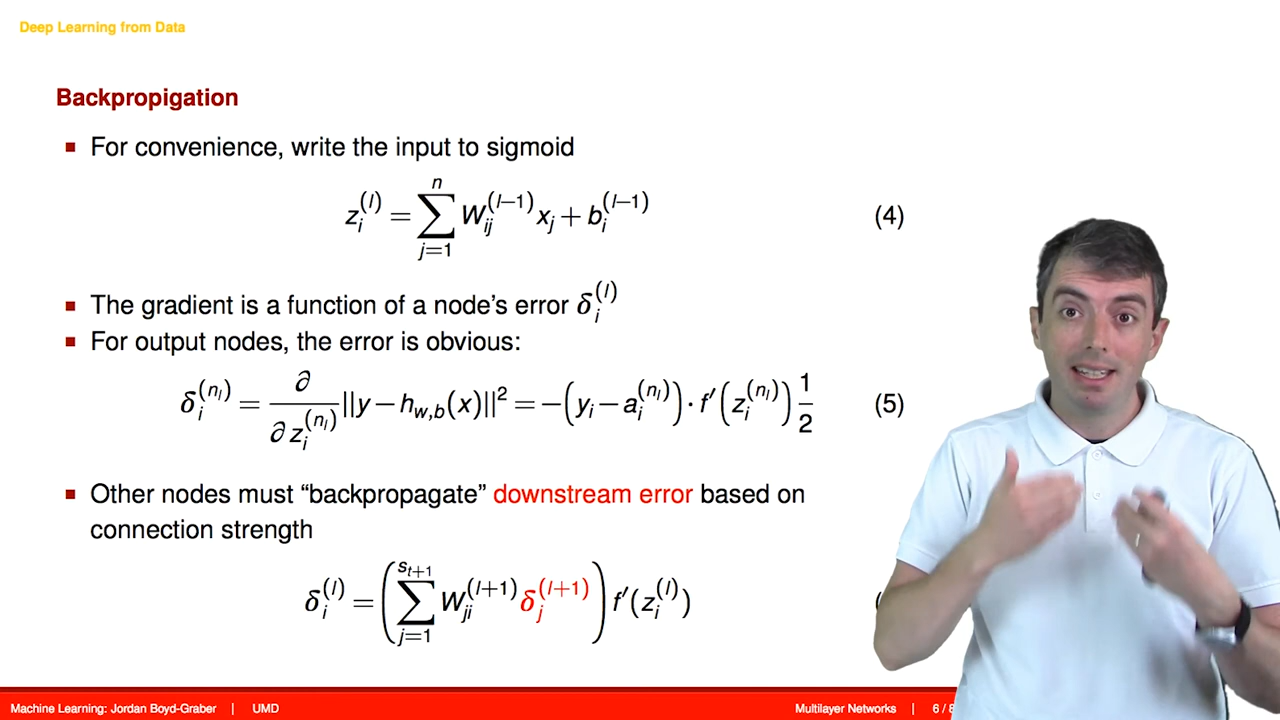 Deep Learning from Data
Backpropigation
For convenience, write the input to sigmoid
z_i^{(l)} = \sum_{j=1}^{n} W_{ij}^{(l-1)} x_j + b_i^{(l-1)} (4)
The gradient is a function of a node's error δ_i^{(l)}
For output nodes, the error is obvious:
δ_i^{(n_l)} = \frac{∂}{∂z_i^{(n_l)}} ||y − h_{w,b}(x)||^2 = −(y_i − a_i^{(n_l)}) · f′(z_i^{(n_l)}) \frac{1}{2} (5)
Other nodes must “backpropagate” downstream error based on
connection strength
δ_i^{(l)} = (\sum_{j=1}^{s_{t+1}} W_{ji}^{(l+1)} δ_j^{(l+1)}) f′(z_i^{(l)}) (
Machine Learning: Jordan Boyd-Graber | UMD Multilayer Networks | 6 / 8